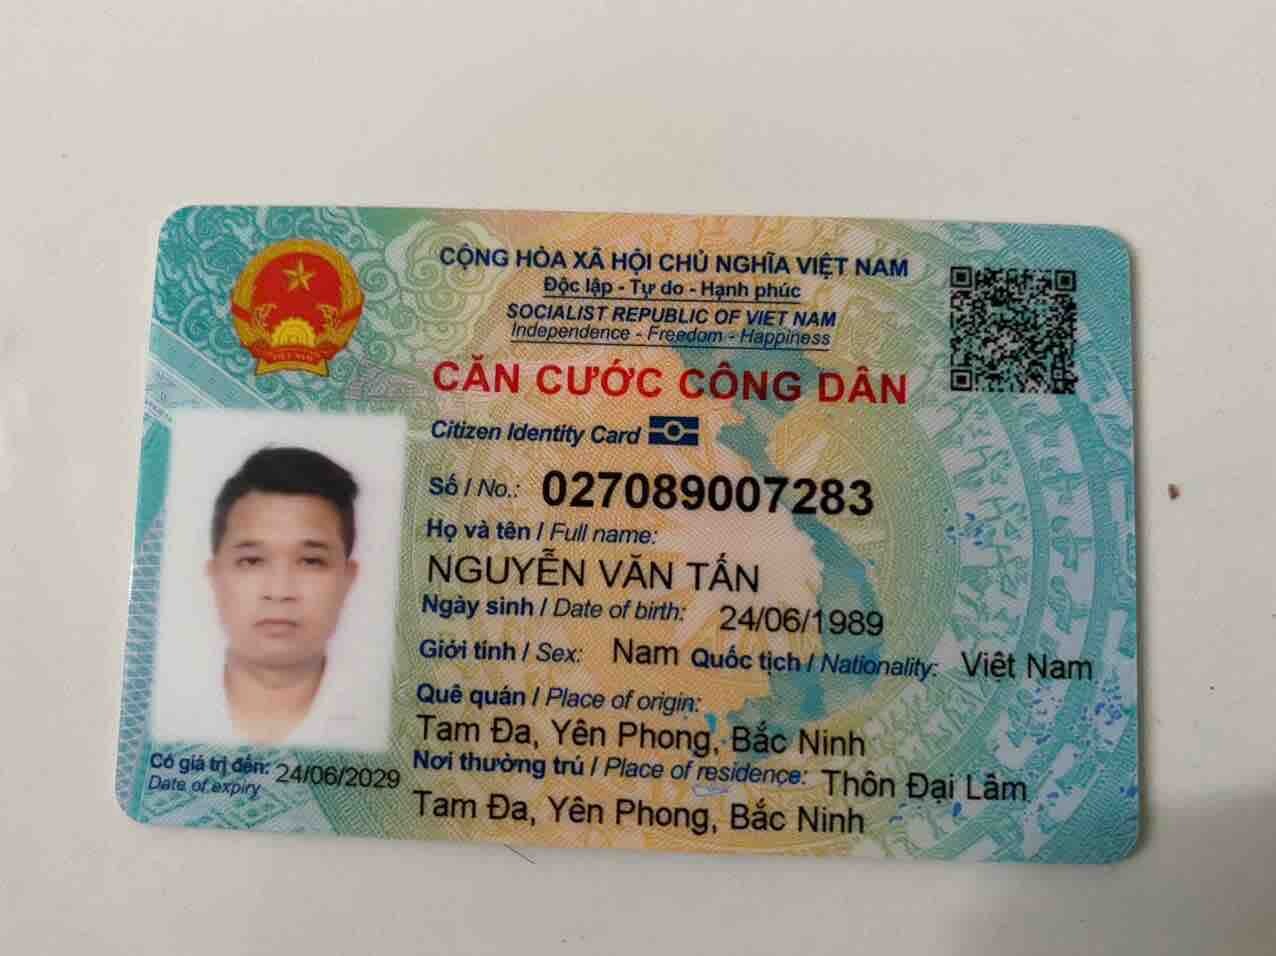 CỘNG HÒA XÃ HỘI CHỦ NGHĨA VIỆT NAM
Độc lập - Tự do - Hạnh phúc
SOCIALIST REPUBLIC OF VIET NAM
Independence - Freedom - Happiness
CĂN CƯỚC CÔNG DÂN
Citizen Identity Card
Số / No.: 027089007283
Họ và tên / Full name:
NGUYỄN VĂN TẤN
Ngày sinh / Date of birth: 24/06/1989
Giới tính / Sex: Nam Quốc tịch / Nationality: Việt Nam
Quê quán / Place of origin:
Tam Đa, Yên Phong, Bắc Ninh
Nơi thường trú / Place of residence: Thôn Đại Lâm
Tam Đa, Yên Phong, Bắc Ninh
Có giá trị đến: 24/06/2029
Date of expiry
VIỆT NAM